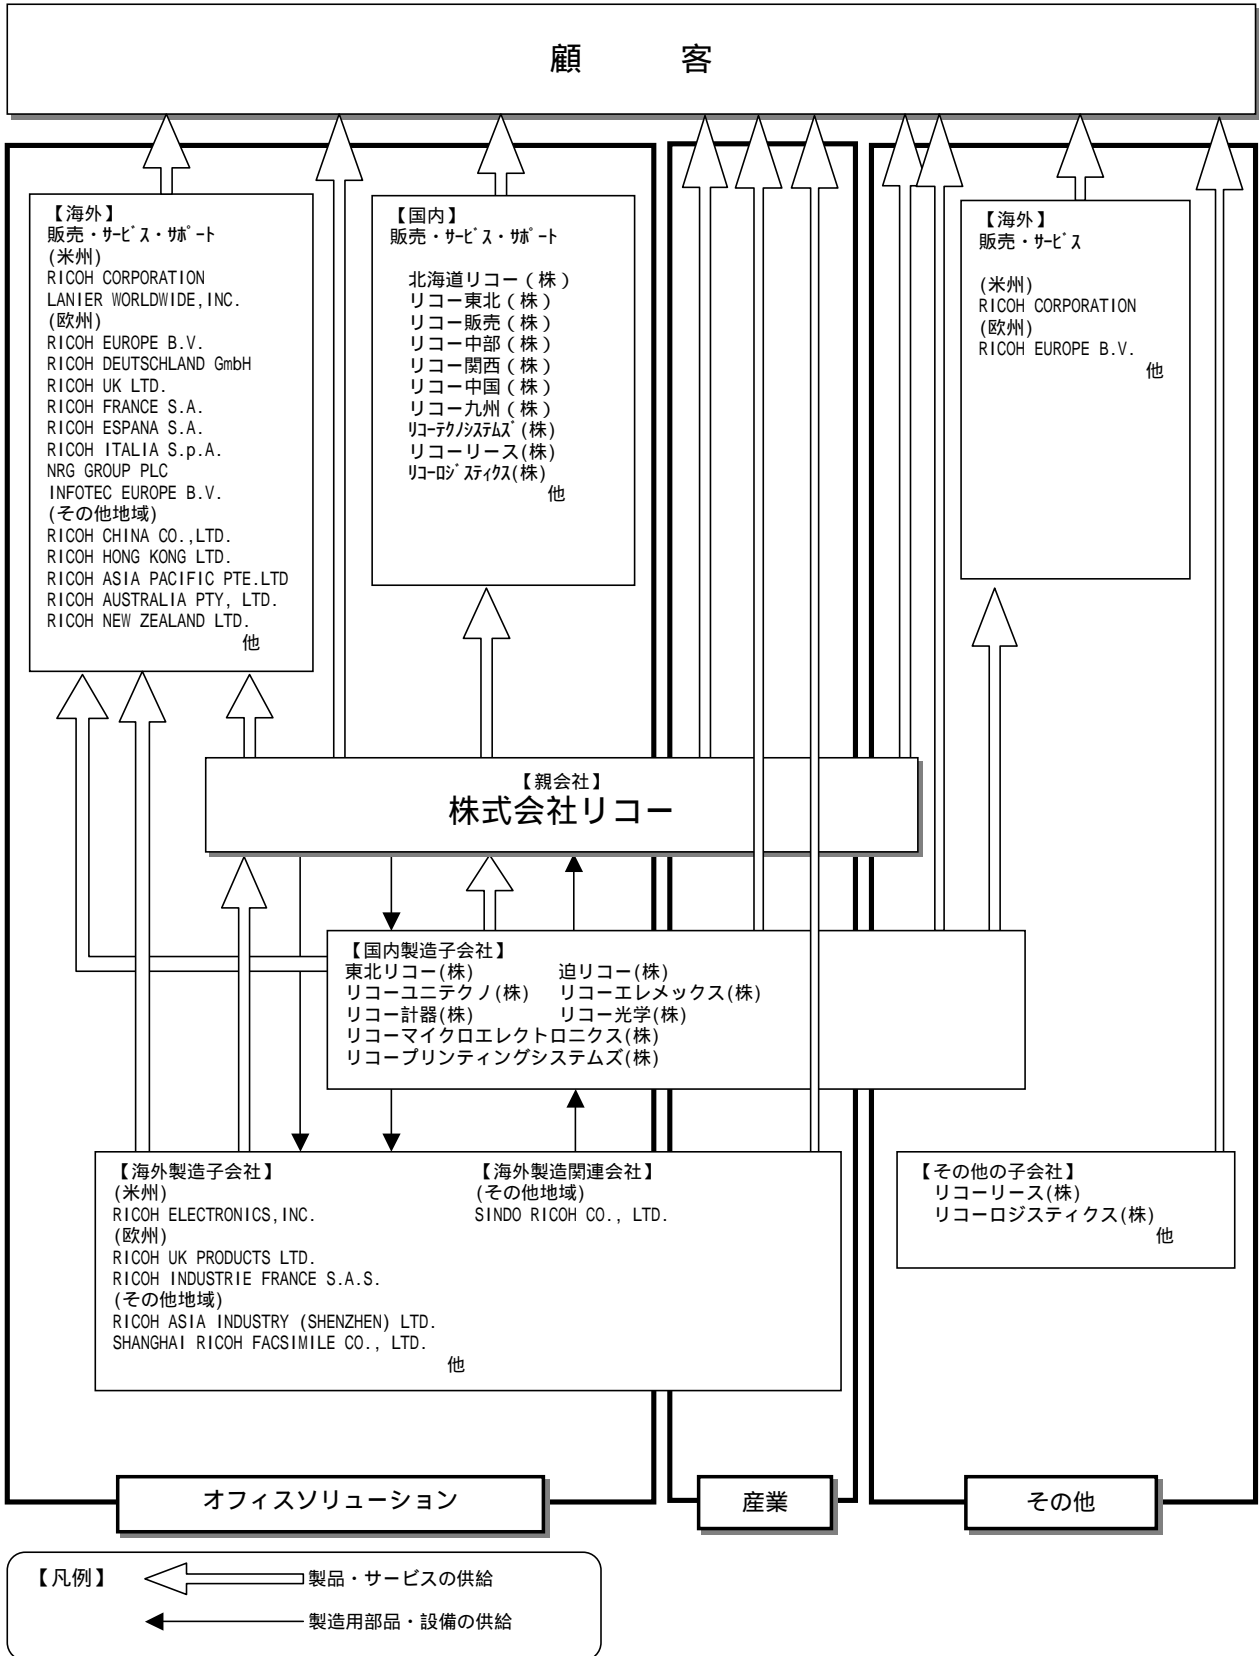 顧 客
【海外】
販売・ｻｰﾋﾞｽ・ｻﾎﾟｰﾄ
(米州)
RICOH CORPORATION
LANIER WORLDWIDE,INC.
(欧州)
RICOH EUROPE B.V.
RICOH DEUTSCHLAND GmbH
RICOH UK LTD.
RICOH FRANCE S.A.
RICOH ESPANA S.A.
RICOH ITALIA S.p.A.
NRG GROUP PLC
INFOTEC EUROPE B.V.
(その他地域)
RICOH CHINA CO.,LTD.
RICOH HONG KONG LTD.
RICOH ASIA PACIFIC PTE.LTD
RICOH AUSTRALIA PTY, LTD.
RICOH NEW ZEALAND LTD.
他
【国内】
販売・ｻｰﾋﾞｽ・ｻﾎﾟｰﾄ
北海道リコー（株）
リコー東北（株）
リコー販売（株）
リコー中部（株）
リコー関西（株）
リコー中国（株）
リコー九州（株）
ﾘｺｰﾃｸﾉｼｽﾃﾑｽﾞ(株)
リコーリース(株)
ﾘｺｰﾛｼﾞｽﾃｨｸｽ(株)
他
【海外】
販売・ｻｰﾋﾞｽ
(米州)
RICOH CORPORATION
(欧州)
RICOH EUROPE B.V.
他
【親会社】
株式会社リコー
【国内製造子会社】
東北リコー(株) 迫リコー(株)
リコーユニテクノ(株) リコーエレメックス(株)
リコー計器(株) リコー光学(株)
リコーマイクロエレクトロニクス(株)
リコープリンティングシステムズ(株)
【海外製造子会社】
(米州)
RICOH ELECTRONICS,INC.
(欧州)
RICOH UK PRODUCTS LTD.
RICOH INDUSTRIE FRANCE S.A.S.
(その他地域)
RICOH ASIA INDUSTRY (SHENZHEN) LTD.
SHANGHAI RICOH FACSIMILE CO., LTD.
他
【海外製造関連会社】
(その他地域)
SINDO RICOH CO., LTD.
【その他の子会社】
リコーリース(株)
リコーロジスティクス(株)
他
オフィスソリューション
産業
その他
【凡例】
製品・サービスの供給
製造用部品・設備の供給